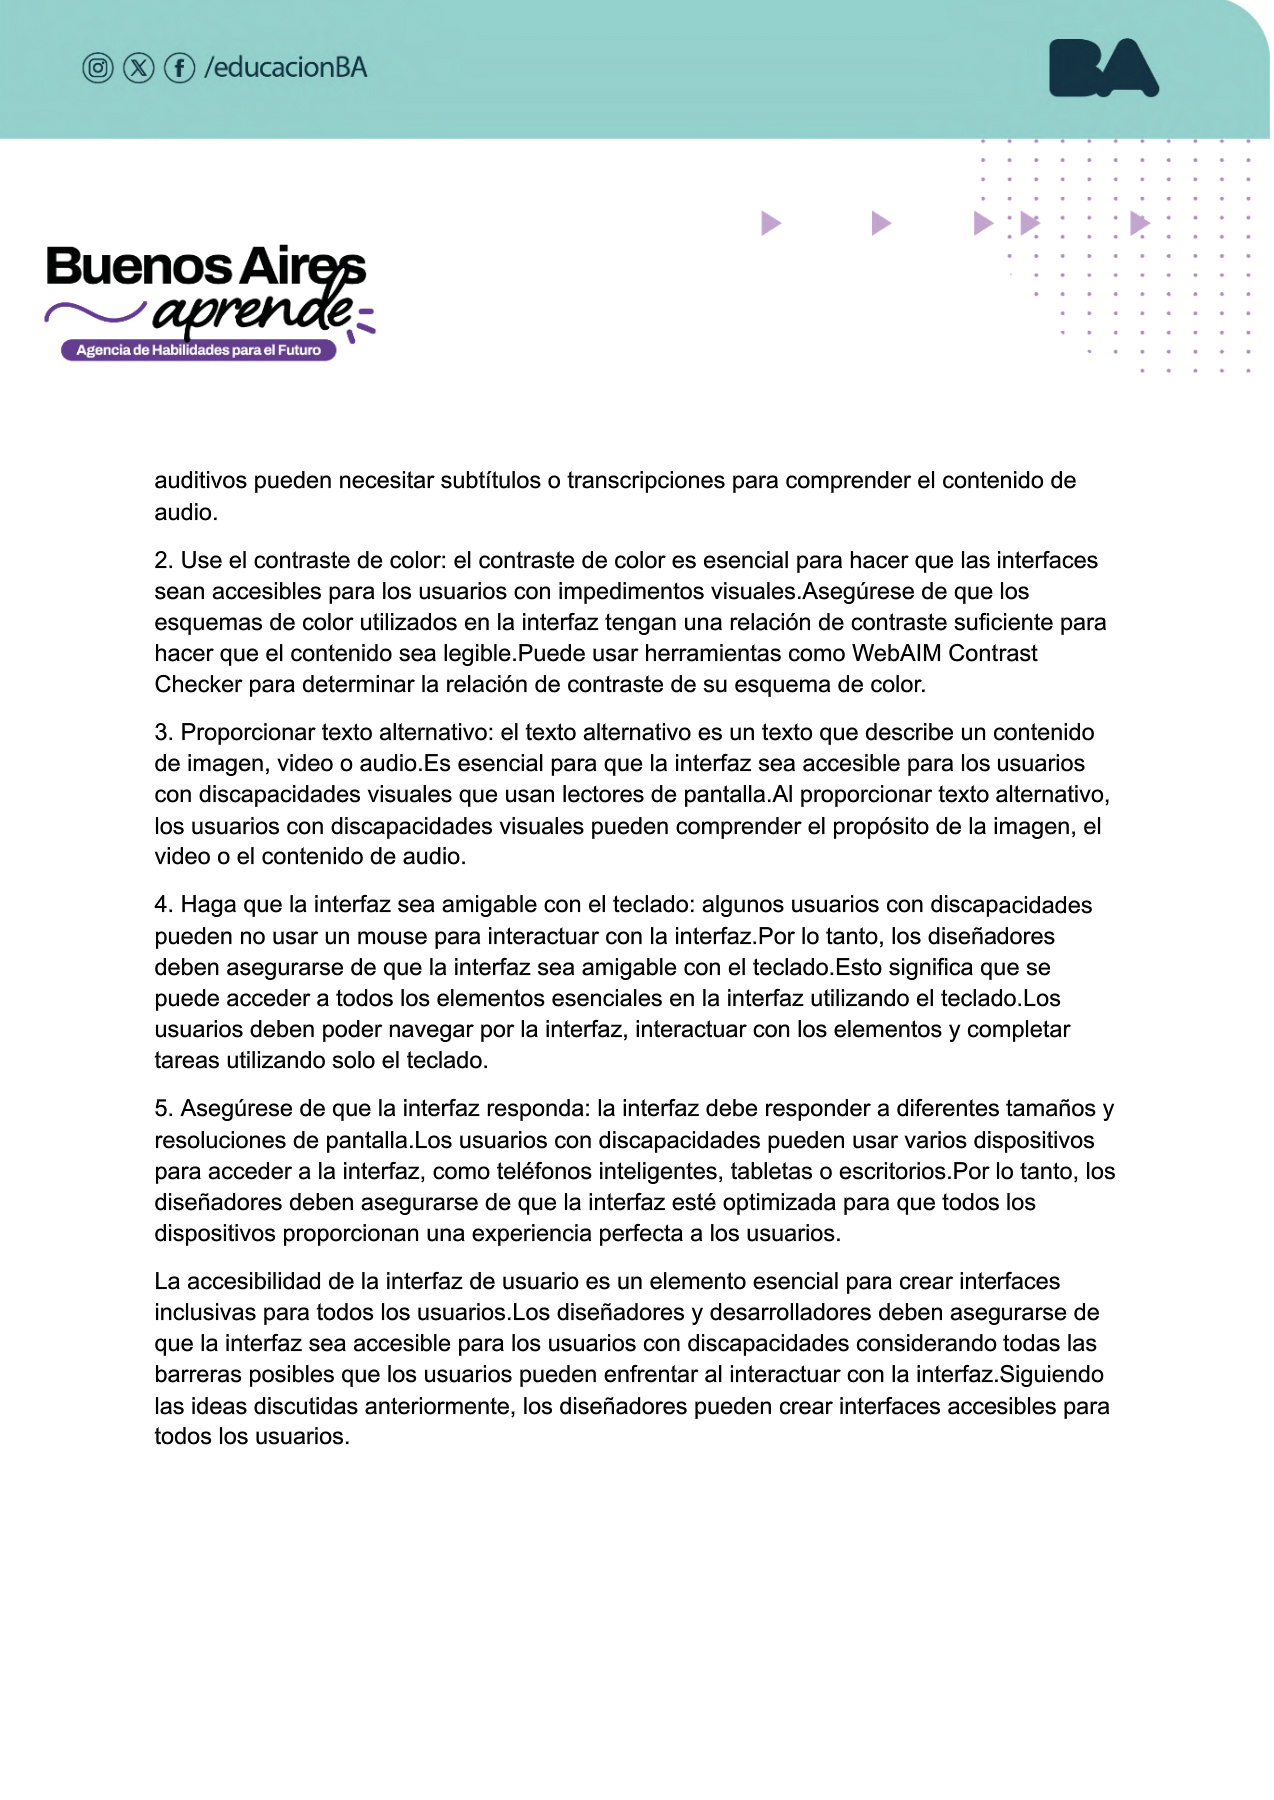 /educacionBA
BA
Buenos Aires
aprende
Agencia de Habilidades para el Futuro
auditivos pueden necesitar subtítulos o transcripciones para comprender el contenido de
audio.
2. Use el contraste de color: el contraste de color es esencial para hacer que las interfaces
sean accesibles para los usuarios con impedimentos visuales.Asegúrese de que los
esquemas de color utilizados en la interfaz tengan una relación de contraste suficiente para
hacer que el contenido sea legible.Puede usar herramientas como WebAIM Contrast
Checker para determinar la relación de contraste de su esquema de color.
3. Proporcionar texto alternativo: el texto alternativo es un texto que describe un contenido
de imagen, video o audio.Es esencial para que la interfaz sea accesible para los usuarios
con discapacidades visuales que usan lectores de pantalla.Al proporcionar texto alternativo,
los usuarios con discapacidades visuales pueden comprender el propósito de la imagen, el
video o el contenido de audio.
4. Haga que la interfaz sea amigable con el teclado: algunos usuarios con discapacidades
pueden no usar un mouse para interactuar con la interfaz.Por lo tanto, los diseñadores
deben asegurarse de que la interfaz sea amigable con el teclado.Esto significa que se
puede acceder a todos los elementos esenciales en la interfaz utilizando el teclado.Los
usuarios deben poder navegar por la interfaz, interactuar con los elementos y completar
tareas utilizando solo el teclado.
5. Asegúrese de que la interfaz responda: la interfaz debe responder a diferentes tamaños y
resoluciones de pantalla.Los usuarios con discapacidades pueden usar varios dispositivos
para acceder a la interfaz, como teléfonos inteligentes, tabletas o escritorios.Por lo tanto, los
diseñadores deben asegurarse de que la interfaz esté optimizada para que todos los
dispositivos proporcionan una experiencia perfecta a los usuarios.
La accesibilidad de la interfaz de usuario es un elemento esencial para crear interfaces
inclusivas para todos los usuarios.Los diseñadores y desarrolladores deben asegurarse de
que la interfaz sea accesible para los usuarios con discapacidades considerando todas las
barreras posibles que los usuarios pueden enfrentar al interactuar con la interfaz.Siguiendo
las ideas discutidas anteriormente, los diseñadores pueden crear interfaces accesibles para
todos los usuarios.